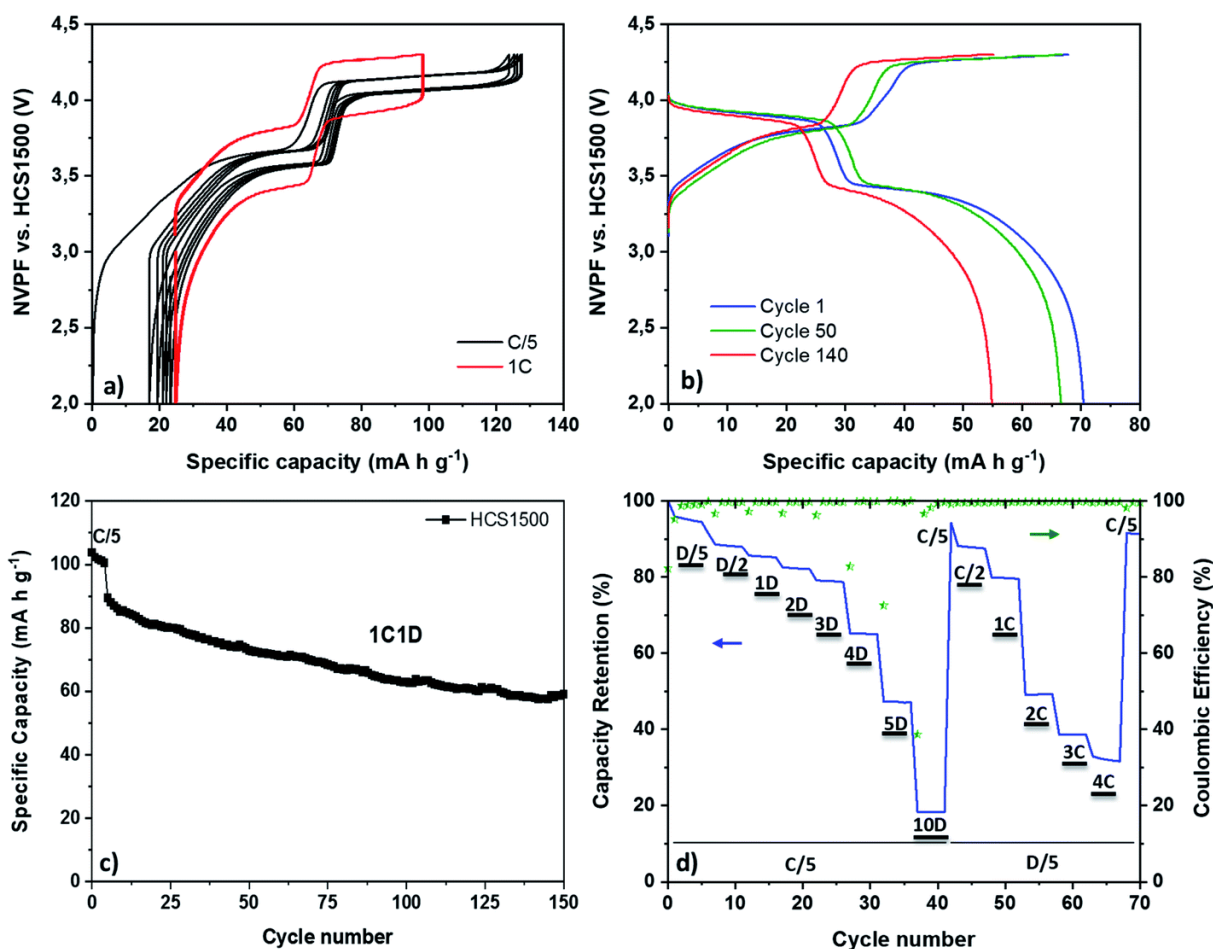 4,5
4,0
3,5
3,0
2,5
2,0
NVPF vs. HCS1500 (V)
C/5
1C
a)
0 20 40 60 80 100 120 140
Specific capacity (mA h g-1)
4,5
4,0
3,5
3,0
2,5
2,0
NVPF vs. HCS1500 (V)
Cycle 1
Cycle 50
Cycle 140
b)
0 10 20 30 40 50 60 70 80
Specific capacity (mA h g-1)
120
100
80
60
40
20
0
Specific Capacity (mA h g-1)
HCS1500
C/5
1C1D
c)
0 25 50 75 100 125 150
Cycle number
100
80
60
40
20
0
Capacity Retention (%)
D/5
D/2
1D
2D
3D
4D
5D
10D
C/5
C/2
1C
2C
3C
4C
C/5
C/5 D/5
d)
100
80
60
40
20
0
Coulombic Efficiency (%)
0 10 20 30 40 50 60 70
Cycle number